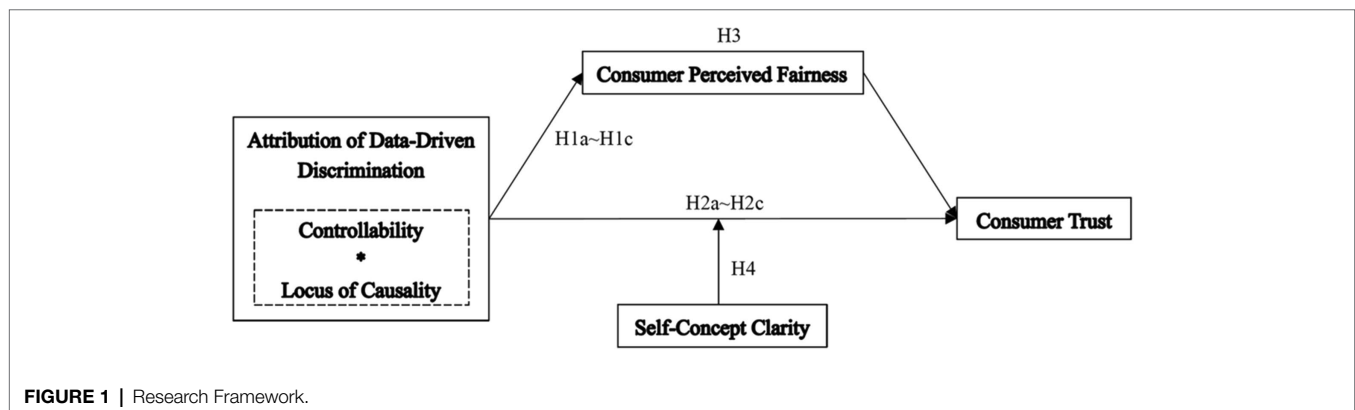 H3
Consumer Perceived Fairness
Attribution of Data-Driven
Discrimination
H1a~H1c
Controllability
*
Locus of Causality
H2a~H2c
Consumer Trust
H4
Self-Concept Clarity
FIGURE 1 | Research Framework.